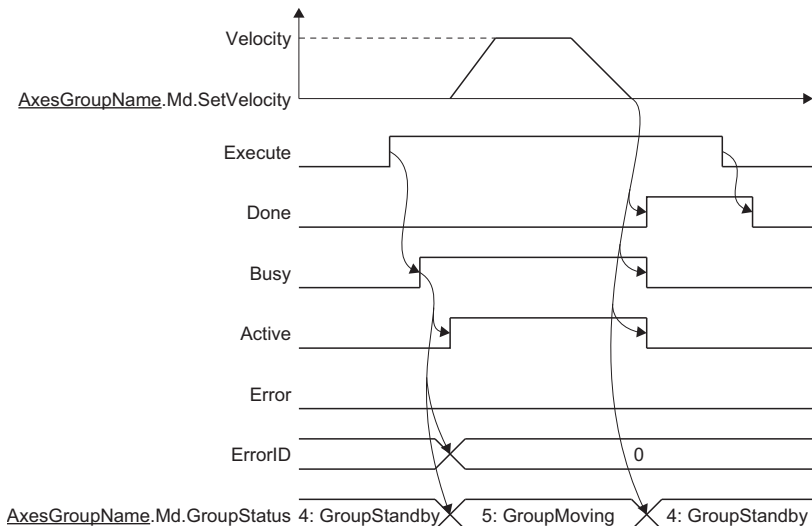 Velocity
AxesGroupName.Md.SetVelocity
Execute
Done
Busy
Active
Error
ErrorID
0
AxesGroupName.Md.GroupStatus 4: GroupStandby 5: GroupMoving 4: GroupStandby